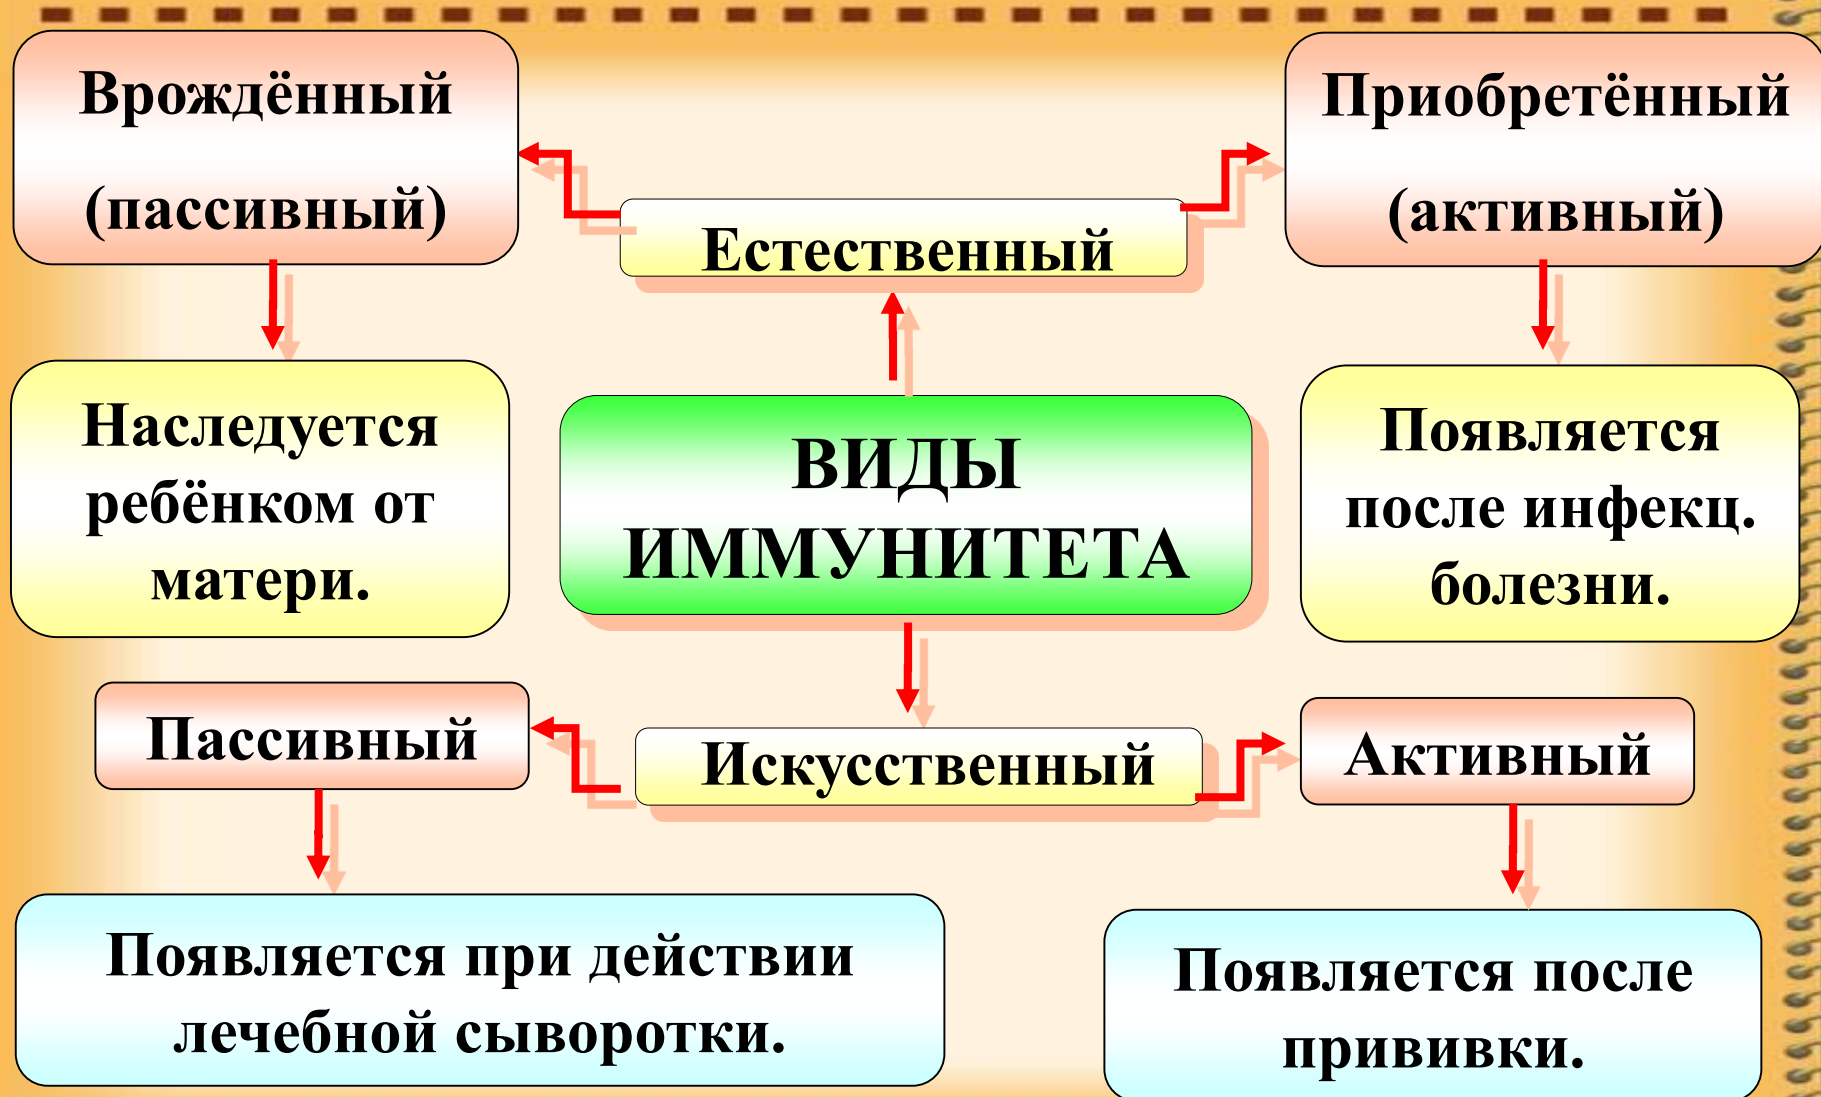 Врождённый
(пассивный)
Приобретённый
(активный)
Естественный
Наследуется
ребёнком от
матери.
ВИДЫ
ИММУНИТЕТА
Появляется
после инфекц.
болезни.
Пассивный
Искусственный
Активный
Появляется при действии
лечебной сыворотки.
Появляется после
прививки.